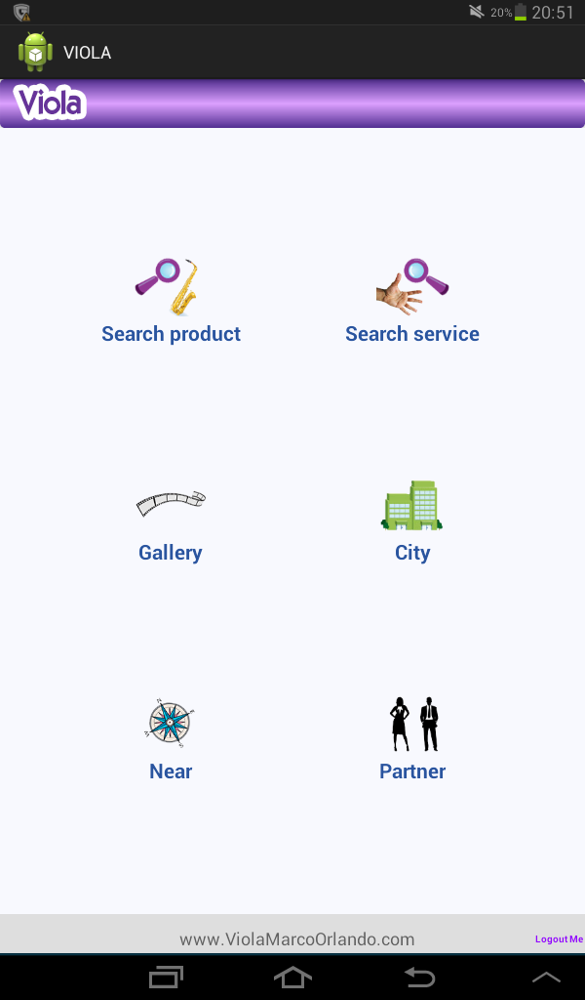 20% 20:51
VIOLA
Viola
Search product
Search service
Gallery
City
Near
Partner
www.ViolaMarcoOrlando.com
Logout Me